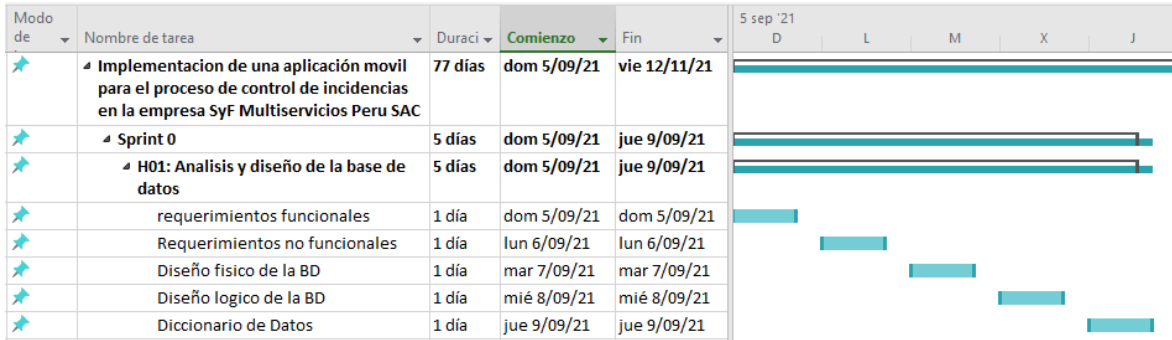 Modo de Nombre de tarea Duraci Comienzo Fin 5 sep '21
D L M X J
Implementacion de una aplicación movil 77 días dom 5/09/21 vie 12/11/21
para el proceso de control de incidencias
en la empresa SyF Multiservicios Peru SAC
Sprint 0 5 días dom 5/09/21 jue 9/09/21
H01: Analisis y diseño de la base de 5 días dom 5/09/21 jue 9/09/21
datos
requerimientos funcionales 1 día dom 5/09/21 dom 5/09/21
Requerimientos no funcionales 1 día lun 6/09/21 lun 6/09/21
Diseño fisico de la BD 1 día mar 7/09/21 mar 7/09/21
Diseño logico de la BD 1 día mié 8/09/21 mié 8/09/21
Diccionario de Datos 1 día jue 9/09/21 jue 9/09/21